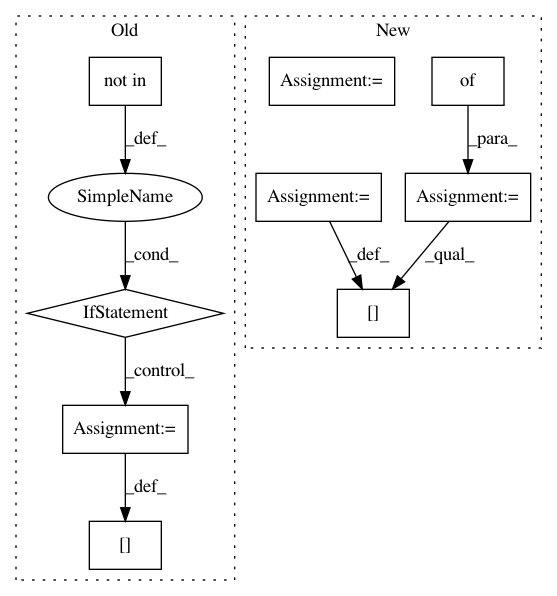 Old
not in
_def_
SimpleName
_cond_
IfStatement
_control_
Assignment:=
_def_
[]
New
Assignment:=
of
_para_
Assignment:=
Assignment:=
_def_
_qual_
[]